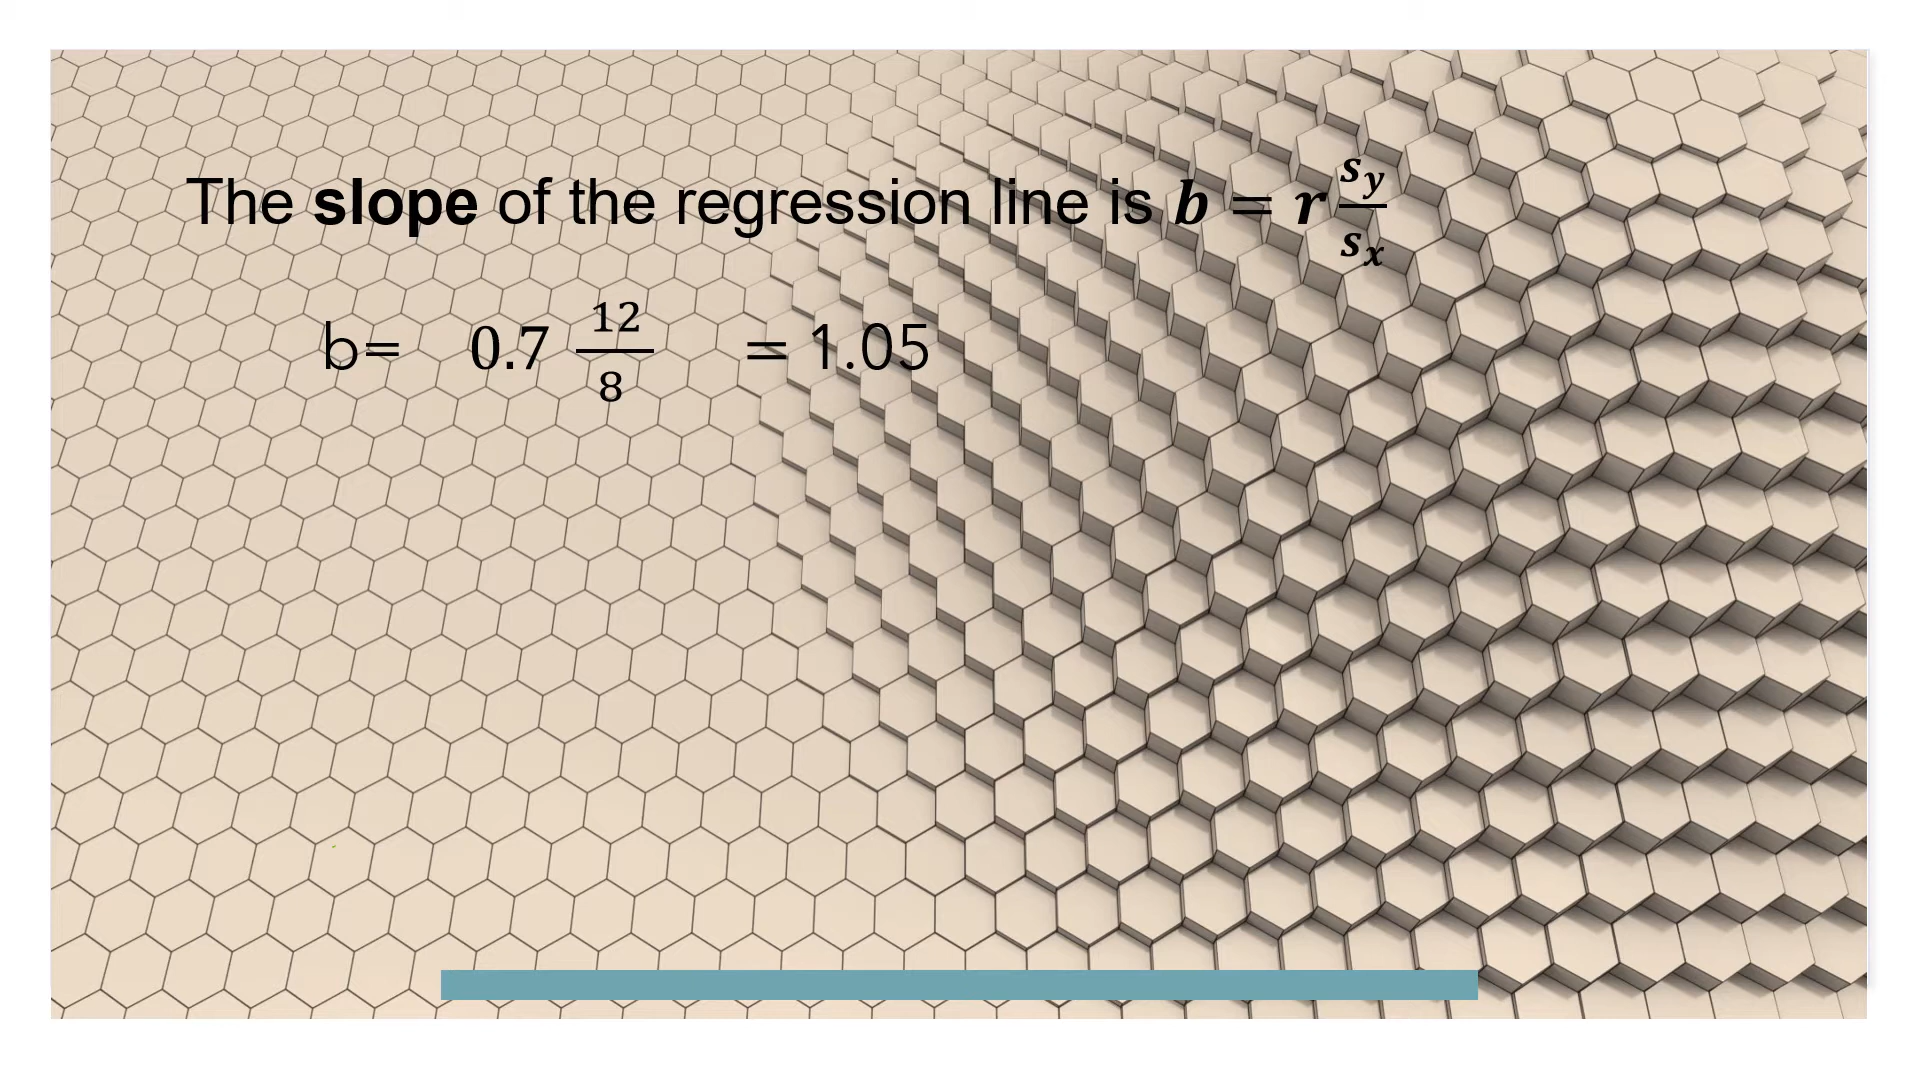 The slope of the regression line is b = r s_y/s_x
b= 0.7 12/8 = 1.05